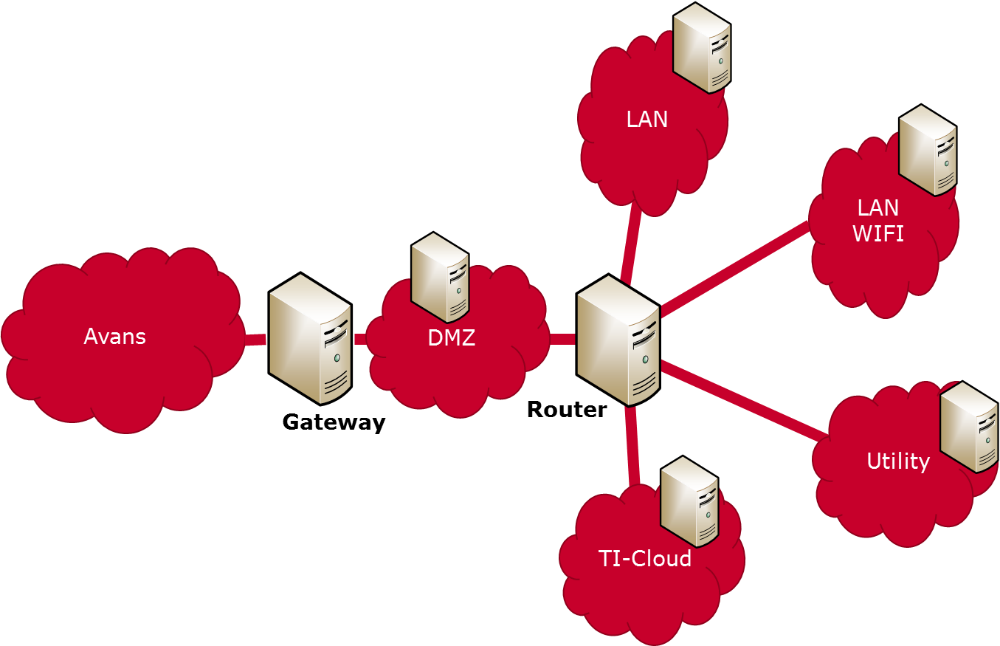 LAN
LAN
WIFI
Avans
DMZ
Gateway
Router
Utility
TI-Cloud